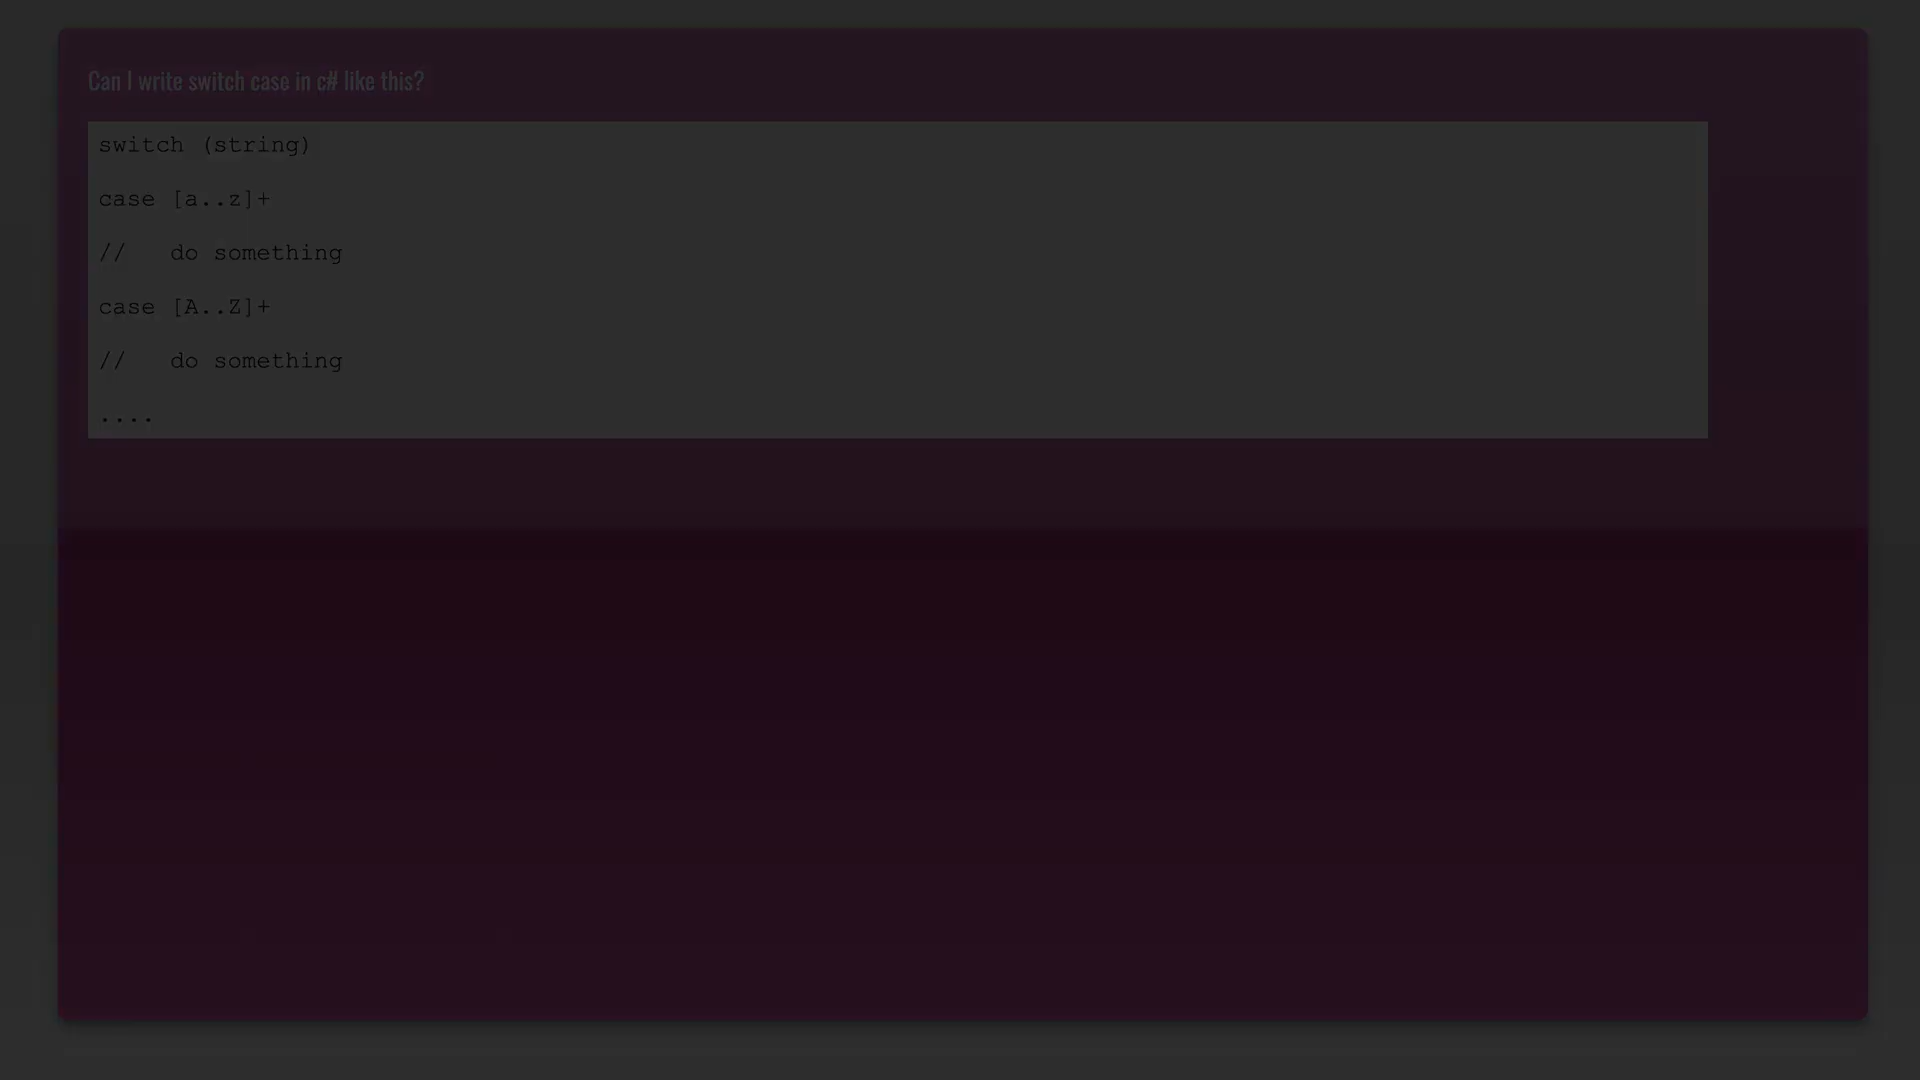 Can I write switch case in c# like this?
switch (string)
case [a..z]+
//   do something
case [A..Z]+
//   do something
....